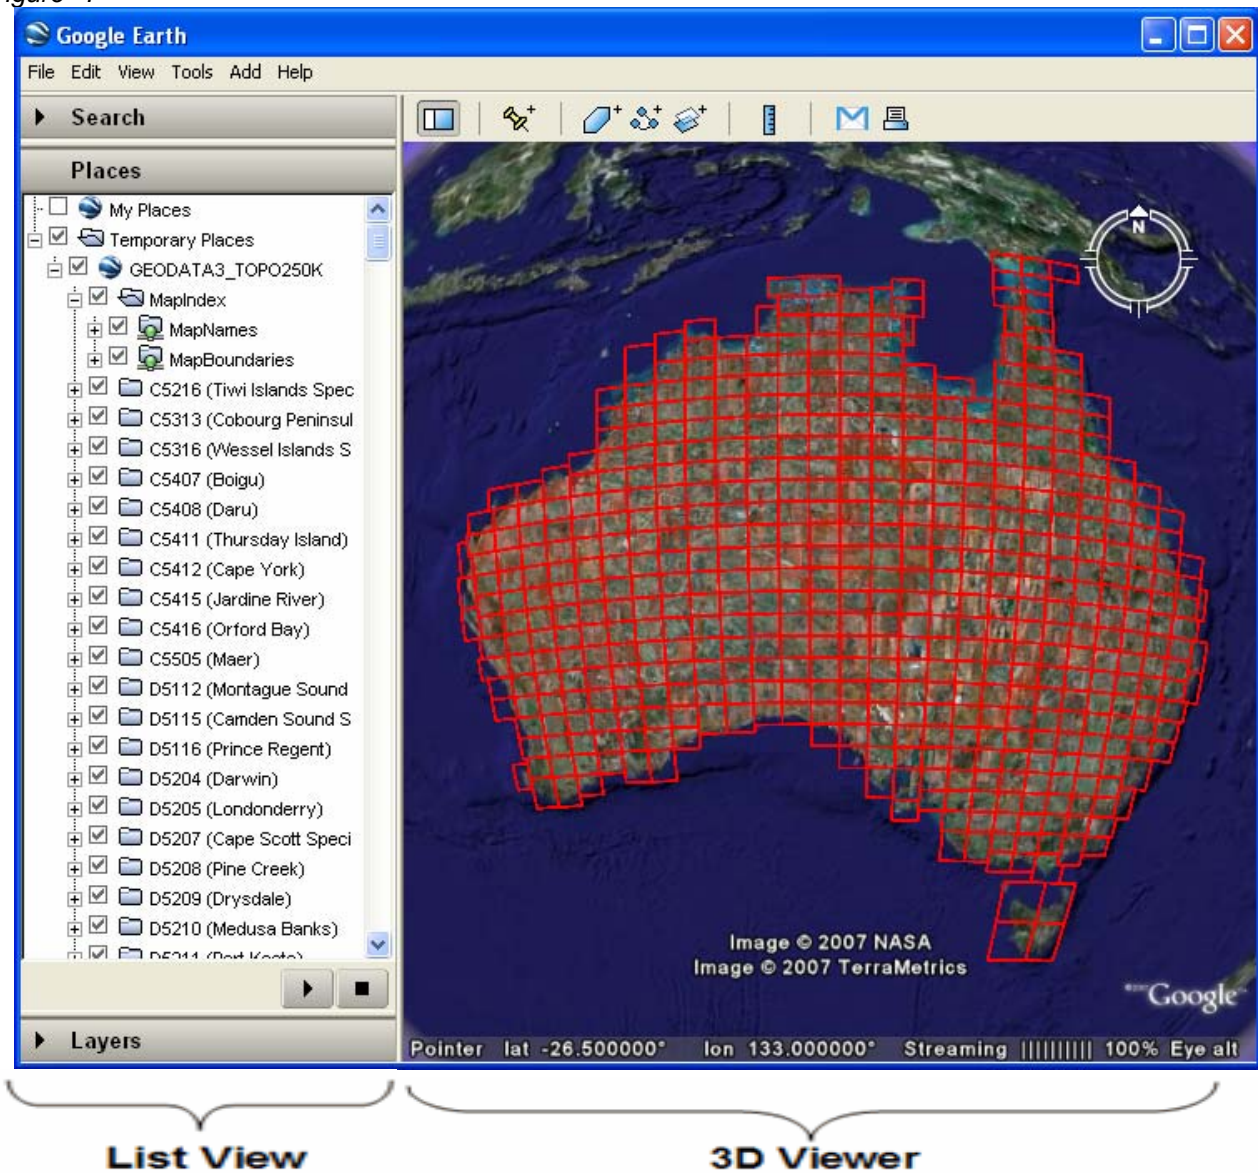 Google Earth
File Edit View Tools Add Help
Search
Places
My Places
Temporary Places
GEODATA3_TOPO250K
MapIndex
MapNames
MapBoundaries
C5216 (Tiwi Islands Spec
C5313 (Cobourg Peninsul
C5316 (Wessel Islands S
C5407 (Boigu)
C5408 (Daru)
C5411 (Thursday Island)
C5412 (Cape York)
C5415 (Jardine River)
C5416 (Orford Bay)
C5505 (Maer)
D5112 (Montague Sound
D5115 (Camden Sound S
D5116 (Prince Regent)
D5204 (Darwin)
D5205 (Londonderry)
D5207 (Cape Scott Speci
D5208 (Pine Creek)
D5209 (Drysdale)
D5210 (Medusa Banks)
Layers
N
Image © 2007 NASA
Image © 2007 TerraMetrics
Google
Pointer lat -26.500000° lon 133.000000° Streaming |||||||||| 100% Eye alt
List View
3D Viewer